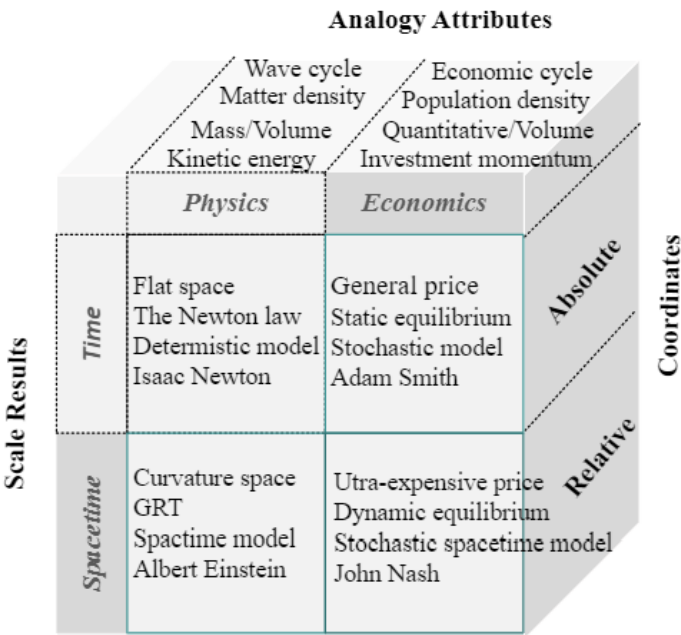 Analogy Attributes
Wave cycle
Matter density
Mass/Volume
Kinetic energy
Economic cycle
Population density
Quantitative/Volume
Investment momentum
Physics
Economics
Scale Results
Time
Flat space
The Newton law
Determistic model
Isaac Newton
General price
Static equilibrium
Stochastic model
Adam Smith
Absolute
Coordinates
Spacetime
Curvature space
GRT
Spactime model
Albert Einstein
Utra-expensive price
Dynamic equilibrium
Stochastic spacetime model
John Nash
Relative